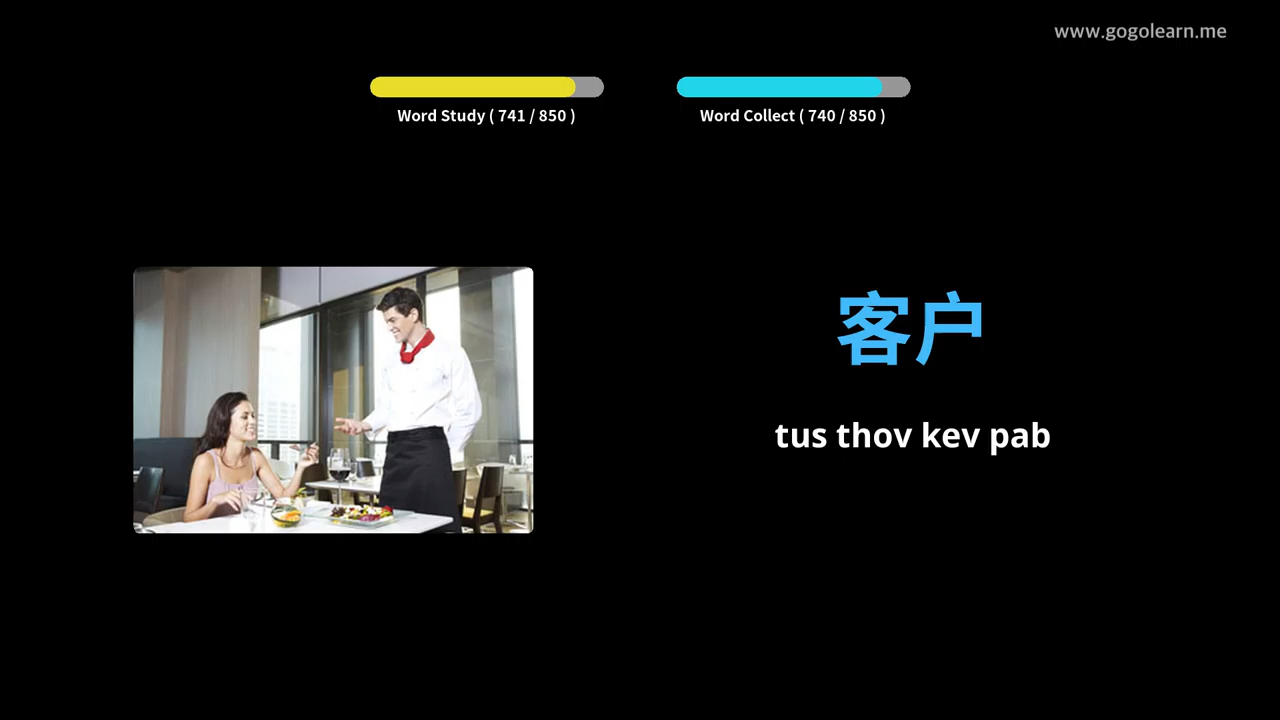 www.gogolearn.me
Word Study ( 741 / 850 )
Word Collect ( 740 / 850 )
客户
tus thov kev pab